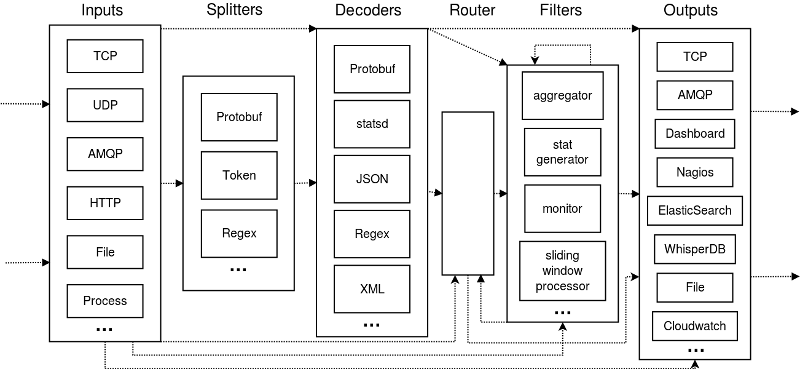 Inputs
Splitters
Decoders
Router
Filters
Outputs
TCP
UDP
AMQP
HTTP
File
Process
...
Protobuf
Token
Regex
...
Protobuf
statsd
JSON
Regex
XML
...
aggregator
stat
generator
monitor
sliding
window
processor
...
TCP
AMQP
Dashboard
Nagios
ElasticSearch
WhisperDB
File
Cloudwatch
...